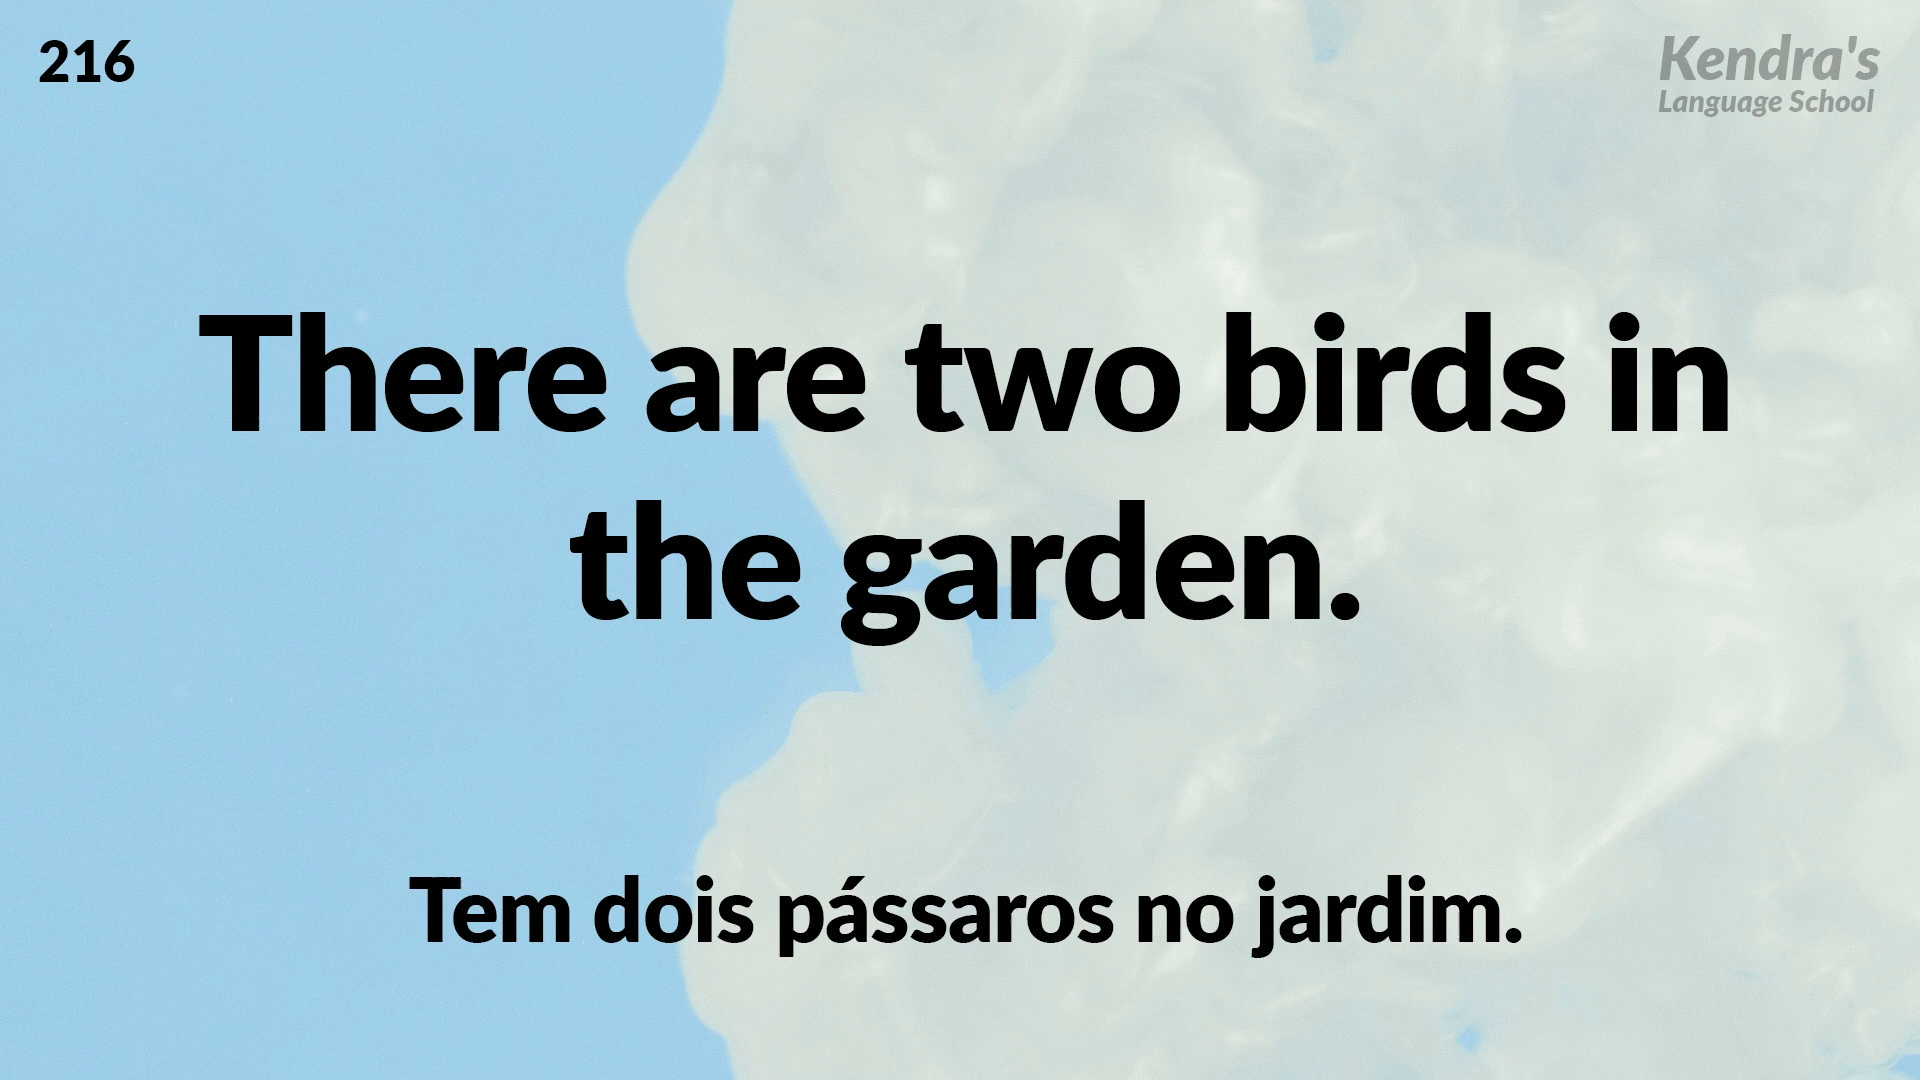 216
Kendra's
Language School
There are two birds in
the garden.
Tem dois pássaros no jardim.